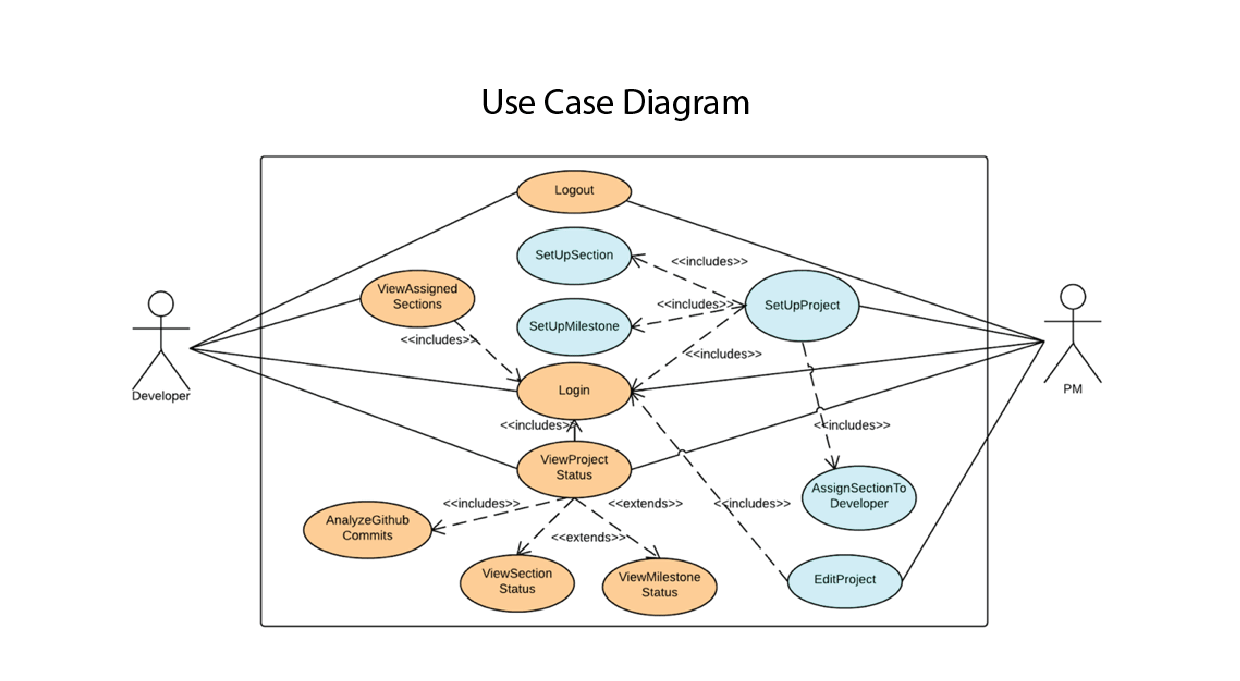 Use Case Diagram
Logout
SetUpSection
<<includes>>
ViewAssigned
Sections
<<includes>>
SetUpProject
SetUpMilestone
<<includes>>
<<includes>>
Login
Developer
PM
<<includes>>
<<includes>>
ViewProject
Status
AssignSectionTo
Developer
<<includes>>
<<extends>>
<<includes>>
AnalyzeGithub
Commits
<<extends>>
ViewSection
Status
ViewMilestone
Status
EditProject